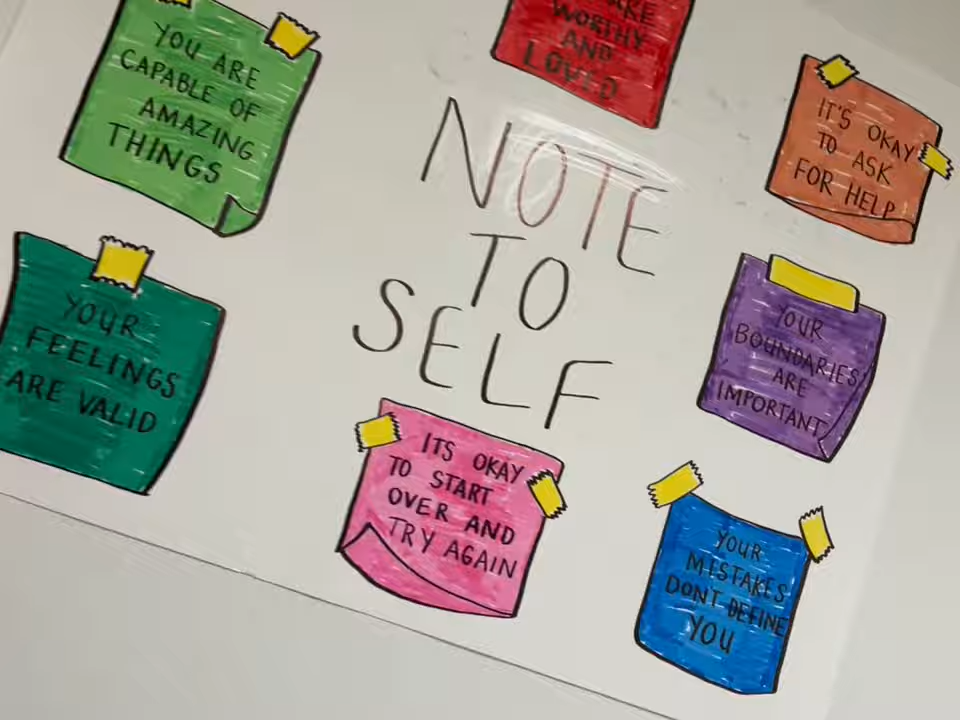 YOU ARE
CAPABLE OF
AMAZING
THINGS
WORTHY
AND
LOVED
IT'S OKAY
TO ASK
FOR HELP
NOTE
TO
SELF
YOUR
FEELINGS
ARE VALID
YOUR
BOUNDARIES
ARE
IMPORTANT
ITS OKAY
TO START
OVER AND
TRY AGAIN
YOUR
MISTAKES
DONT DEFINE
YOU